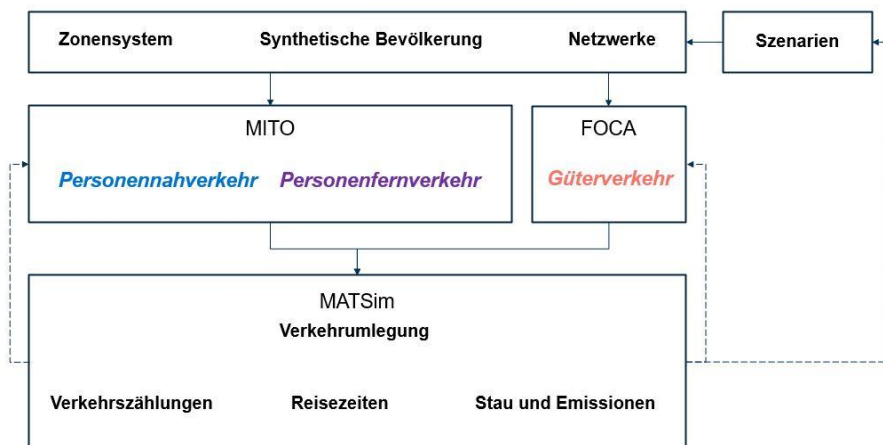 Zonensystem Synthetische Bevölkerung Netzwerke Szenarien
MITO FOCA
Personennahverkehr Personenfernverkehr Güterverkehr
MATSim
Verkehrumlegung
Verkehrszählungen Reisezeiten Stau und Emissionen